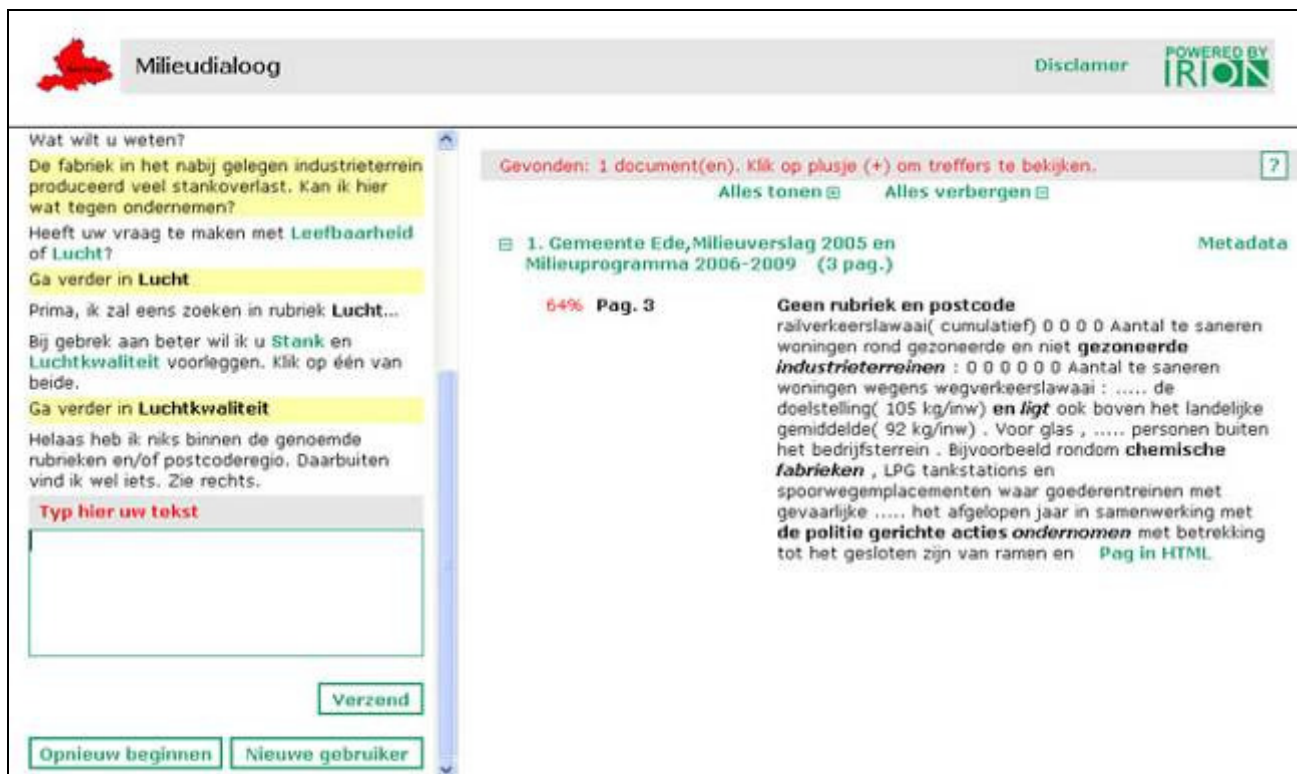 Milieudialoog
Disclamer
POWERED BY
IRION
Wat wilt u weten?
De fabriek in het nabij gelegen industrieterrein
produceerd veel stankoverlast. Kan ik hier
wat tegen ondernemen?
Heeft uw vraag te maken met Leefbaarheid
of Lucht?
Ga verder in Lucht
Prima, ik zal eens zoeken in rubriek Lucht...
Bij gebrek aan beter wil ik u Stank en
Luchtkwaliteit voorleggen. Klik op één van
beide.
Ga verder in Luchtkwaliteit
Helaas heb ik niks binnen de genoemde
rubrieken en/of postcoderegio. Daarbuiten
vind ik wel iets. Zie rechts.
Typ hier uw tekst
Verzend
Opnieuw beginnen
Nieuwe gebruiker
Gevonden: 1 document(en). Klik op plusje (+) om treffers te bekijken.
?
Alles tonen
Alles verbergen
1. Gemeente Ede,Milieuverslag 2005 en
Milieuprogramma 2006-2009 (3 pag.)
Metadata
64% Pag. 3
Geen rubriek en postcode
railverkeerslawaai( cumulatief) 0 0 0 0 Aantal te saneren
woningen rond gezoneerde en niet gezoneerde
industrieterreinen : 0 0 0 0 0 0 Aantal te saneren
woningen wegens wegverkeerslawaai : ..... de
doelstelling( 105 kg/inw) en ligt ook boven het landelijke
gemiddelde( 92 kg/inw) . Voor glas , ..... personen buiten
het bedrijfsterrein . Bijvoorbeeld rondom chemische
fabrieken , LPG tankstations en
spoorwegemplacementen waar goederentreinen met
gevaarlijke ..... het afgelopen jaar in samenwerking met
de politie gerichte acties ondernomen met betrekking
tot het gesloten zijn van ramen en Pag in HTML